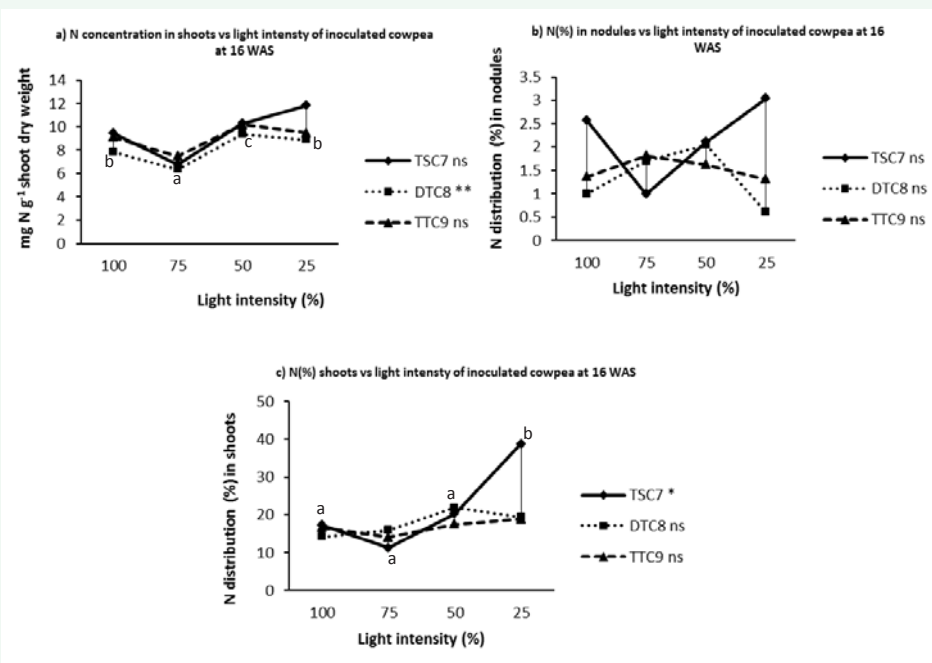 a) N concentration in shoots vs light intensty of inoculated cowpea
at 16 WAS
mg N g⁻¹ shoot dry weight
14
12
10
8
6
4
2
0
b
a
c
b
100 75 50 25
Light intensity (%)
TSC7 ns
DTC8 **
TTC9 ns
b) N(%) in nodules vs light intensity of inoculated cowpea at 16
WAS
N distribution (%) in nodules
3.5
3
2.5
2
1.5
1
0.5
0
100 75 50 25
Light intensity (%)
TSC7 ns
DTC8 ns
TTC9 ns
c) N(%) shoots vs light intensty of inoculated cowpea at 16 WAS
N distribution (%) in shoots
50
40
30
20
10
0
a
a
a
b
100 75 50 25
Light intensity (%)
TSC7 *
DTC8 ns
TTC9 ns